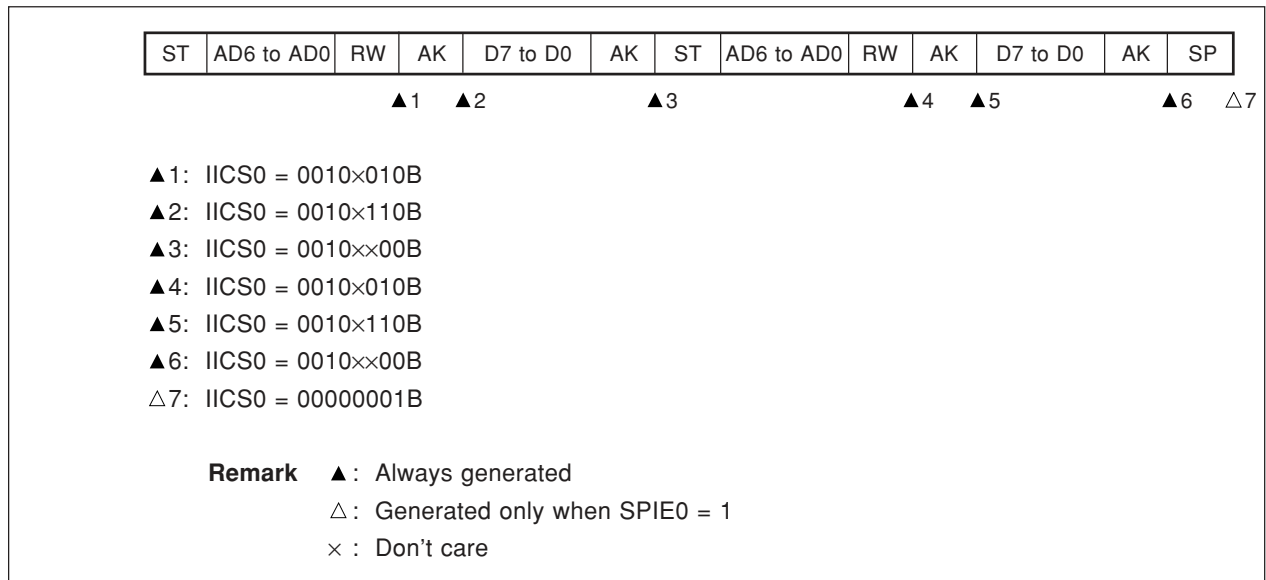 ST AD6 to AD0 RW AK D7 to D0 AK ST AD6 to AD0 RW AK D7 to D0 AK SP
▲1 ▲2 ▲3 ▲4 ▲5 ▲6 △7
▲1: IICS0 = 0010×010B
▲2: IICS0 = 0010×110B
▲3: IICS0 = 0010××00B
▲4: IICS0 = 0010×010B
▲5: IICS0 = 0010×110B
▲6: IICS0 = 0010××00B
△7: IICS0 = 00000001B
Remark ▲: Always generated
△: Generated only when SPIE0 = 1
×: Don't care